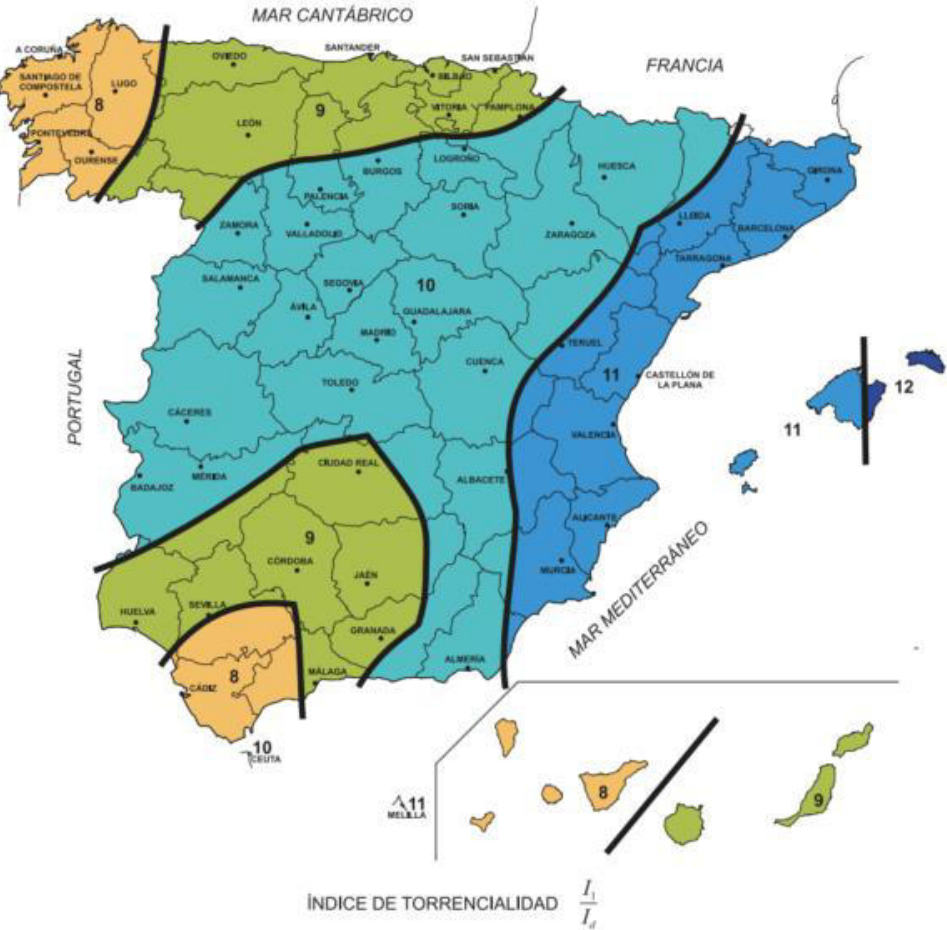 MAR CANTÁBRICO
A CORUÑA
SANTIAGO DE
COMPOSTELA
LUGO
8
PONTEVEDRA
OURENSE
OVIEDO
SANTANDER
SAN SEBASTIAN
BILBAO
FRANCIA
LEÓN
9
VITORIA
PAMPLONA
BURGOS
LOGROÑO
HUESCA
GIRONA
PALENCIA
SORIA
LLEIDA
BARCELONA
ZAMORA
VALLADOLID
ZARAGOZA
TARRAGONA
SALAMANCA
SEGOVIA
10
ÁVILA
GUADALAJARA
MADRID
TERUEL
CUENCA
11
CASTELLÓN DE
LA PLANA
12
11
PORTUGAL
TOLEDO
CÁCERES
VALENCIA
CIUDAD REAL
MÉRIDA
BADAJOZ
ALBACETE
ALICANTE
9
CÓRDOBA
JAÉN
MURCIA
MAR MEDITERRÁNEO
HUELVA
SEVILLA
GRANADA
ALMERÍA
MÁLAGA
8
CÁDIZ
10
CEUTA
11
MELILLA
8
9
ÍNDICE DE TORRENCIALIDAD I₁
I_d